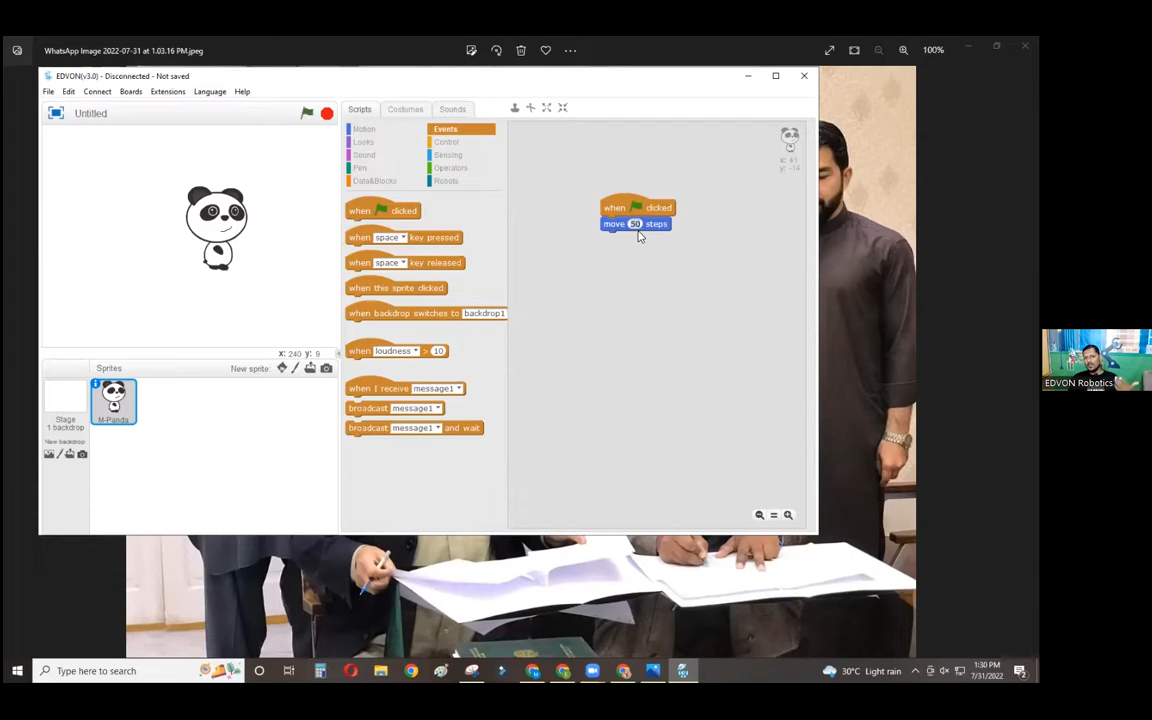 WhatsApp Image 2022-07-31 at 1.03.16 PM.jpeg
100%
EDVON(v3.0) - Disconnected - Not saved
File Edit Connect Boards Extensions Language Help
Untitled
Scripts Costumes Sounds
Motion Events
Looks Control
Sound Sensing
Pen Operators
Data&Blocks Robots
when clicked
when space key pressed
when space key released
when this sprite clicked
when backdrop switches to backdrop1
when loudness > 10
when I receive message1
broadcast message1
broadcast message1 and wait
when clicked
move 50 steps
x: 41
y: -14
x: 240 y: 9
Sprites New sprite:
M-Panda
Stage
1 backdrop
New backdrop:
EDVON Robotics
Type here to search
30°C Light rain
1:30 PM
7/31/2022
2